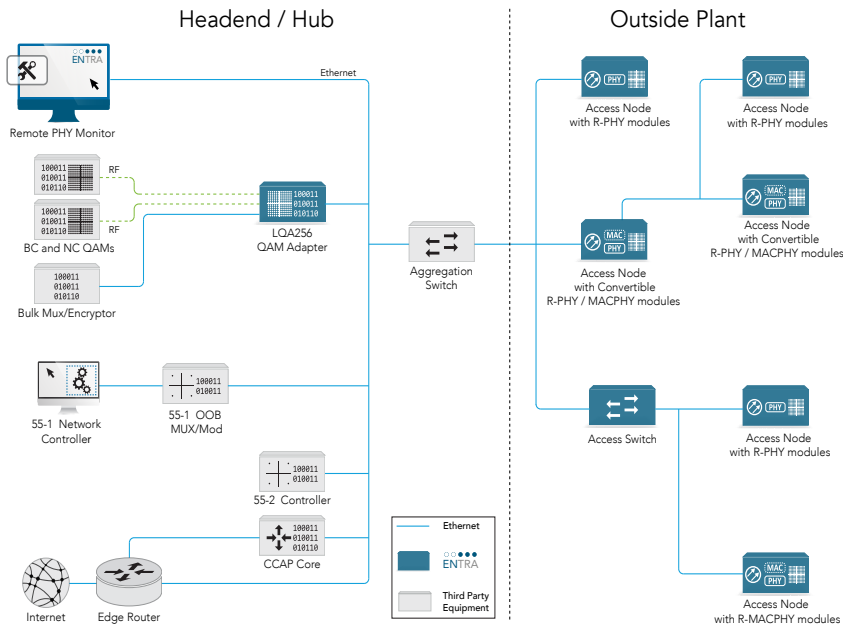 Headend / Hub
Outside Plant
ENTRA
Remote PHY Monitor
Ethernet
100011
010011
010110
RF
100011
010011
010110
RF
BC and NC QAMs
100011
010011
010110
LQA256
QAM Adapter
100011
010011
010110
Bulk Mux/Encryptor
Aggregation
Switch
55-1 Network
Controller
100011
010011
55-1 OOB
MUX/Mod
100011
010011
55-2 Controller
100011
010011
010110
CCAP Core
Internet
Edge Router
Ethernet
ENTRA
Third Party
Equipment
PHY
Access Node
with R-PHY modules
PHY
Access Node
with R-PHY modules
MAC
PHY
Access Node
with Convertible
R-PHY / MACPHY modules
MAC
PHY
Access Node
with Convertible
R-PHY / MACPHY modules
Access Switch
PHY
Access Node
with R-PHY modules
MAC
PHY
Access Node
with R-MACPHY modules